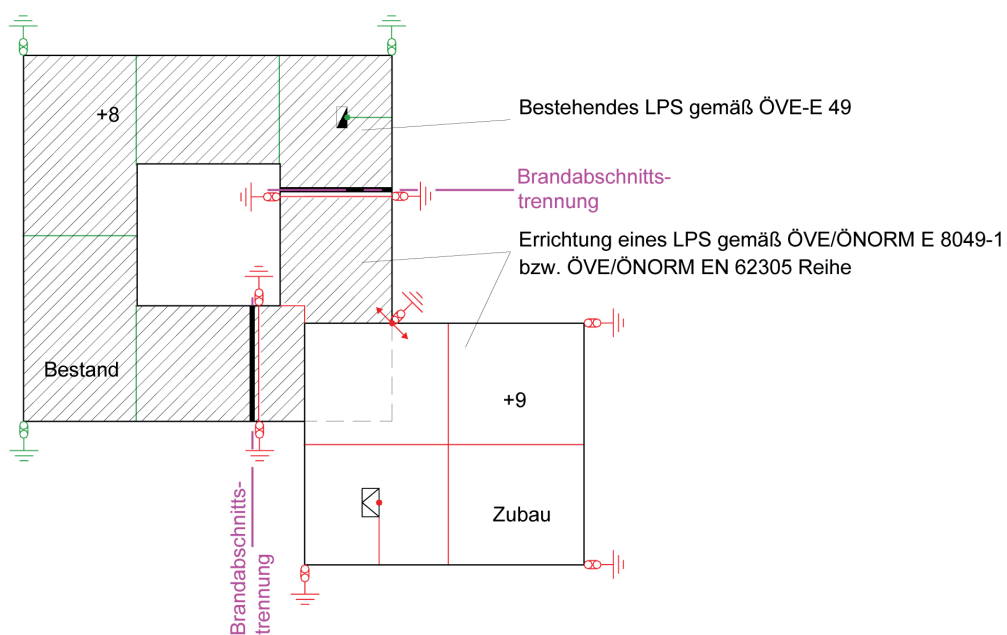 +8
Bestehendes LPS gemäß ÖVE-E 49
Brandabschnitts-
trennung
Errichtung eines LPS gemäß ÖVE/ÖNORM E 8049-1
bzw. ÖVE/ÖNORM EN 62305 Reihe
Bestand
+9
Zubau
Brandabschnitts-
trennung